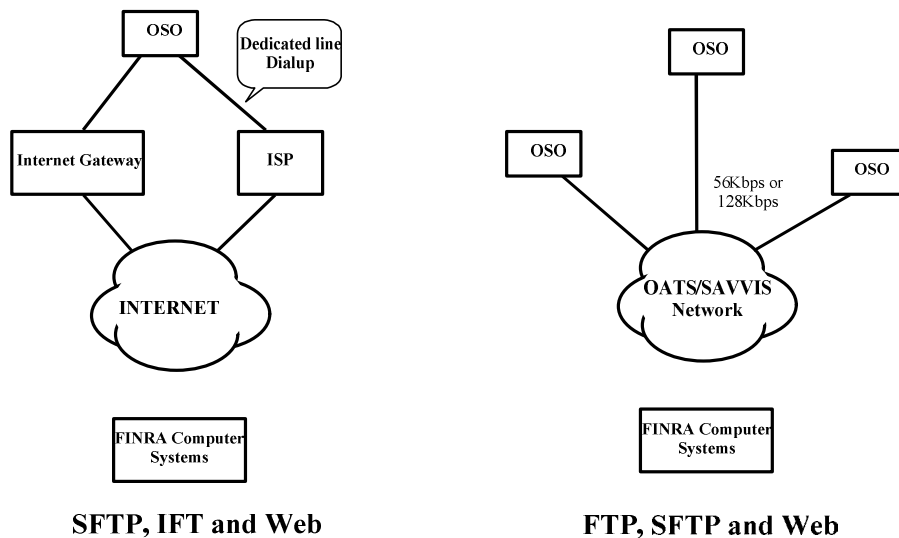 OSO
Dedicated line
Dialup
Internet Gateway
ISP
INTERNET
FINRA Computer
Systems
SFTP, IFT and Web
OSO
OSO
OSO
56Kbps or
128Kbps
OATS/SAVVIS
Network
FINRA Computer
Systems
FTP, SFTP and Web